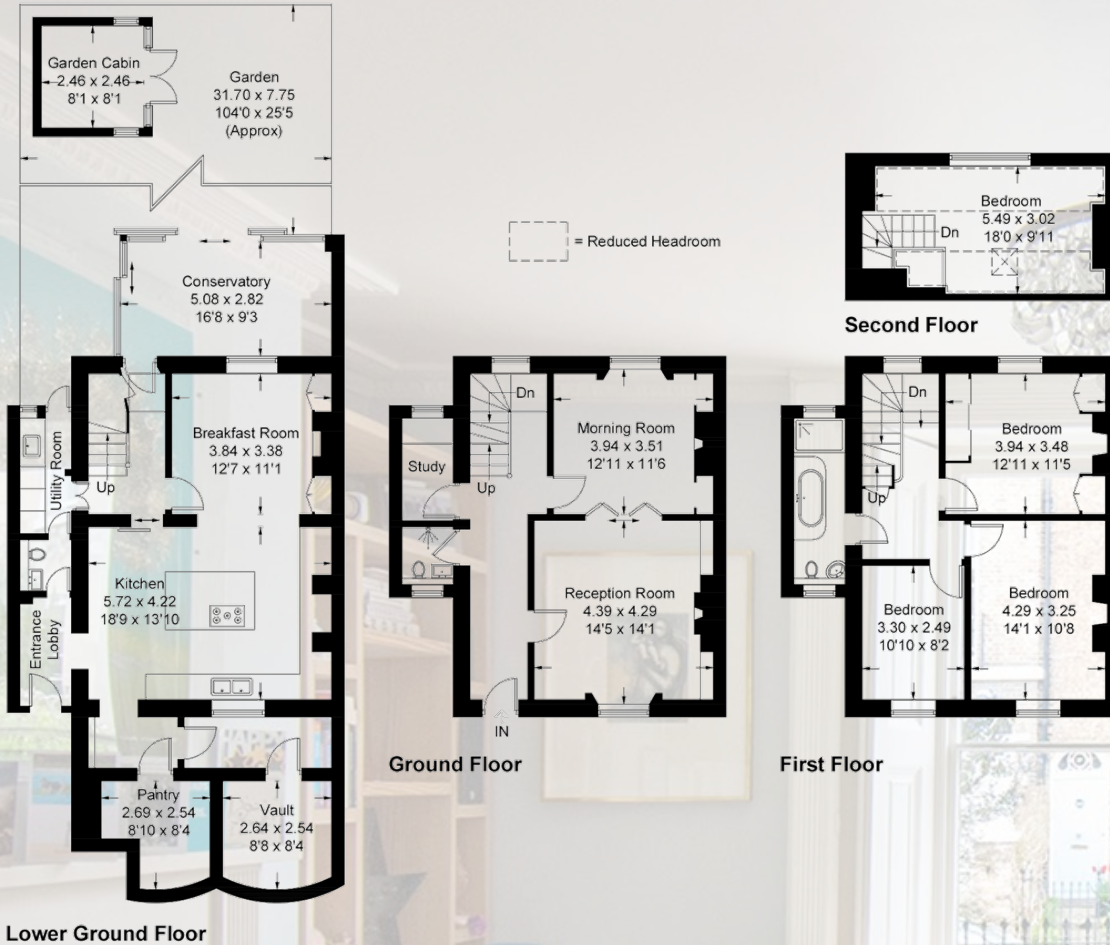 Garden Cabin
2.46 x 2.46
8'1 x 8'1
Garden
31.70 x 7.75
104'0 x 25'5
(Approx)
Conservatory
5.08 x 2.82
16'8 x 9'3
Breakfast Room
3.84 x 3.38
12'7 x 11'1
Utility Room
Up
Kitchen
5.72 x 4.22
18'9 x 13'10
Entrance
Lobby
Pantry
2.69 x 2.54
8'10 x 8'4
Vault
2.64 x 2.54
8'8 x 8'4
Lower Ground Floor
= Reduced Headroom
Dn
Morning Room
3.94 x 3.51
12'11 x 11'6
Study
Up
Reception Room
4.39 x 4.29
14'5 x 14'1
IN
Ground Floor
Bedroom
5.49 x 3.02
18'0 x 9'11
Dn
Second Floor
Dn
Bedroom
3.94 x 3.48
12'11 x 11'5
Up
Bedroom
3.30 x 2.49
10'10 x 8'2
Bedroom
4.29 x 3.25
14'1 x 10'8
First Floor